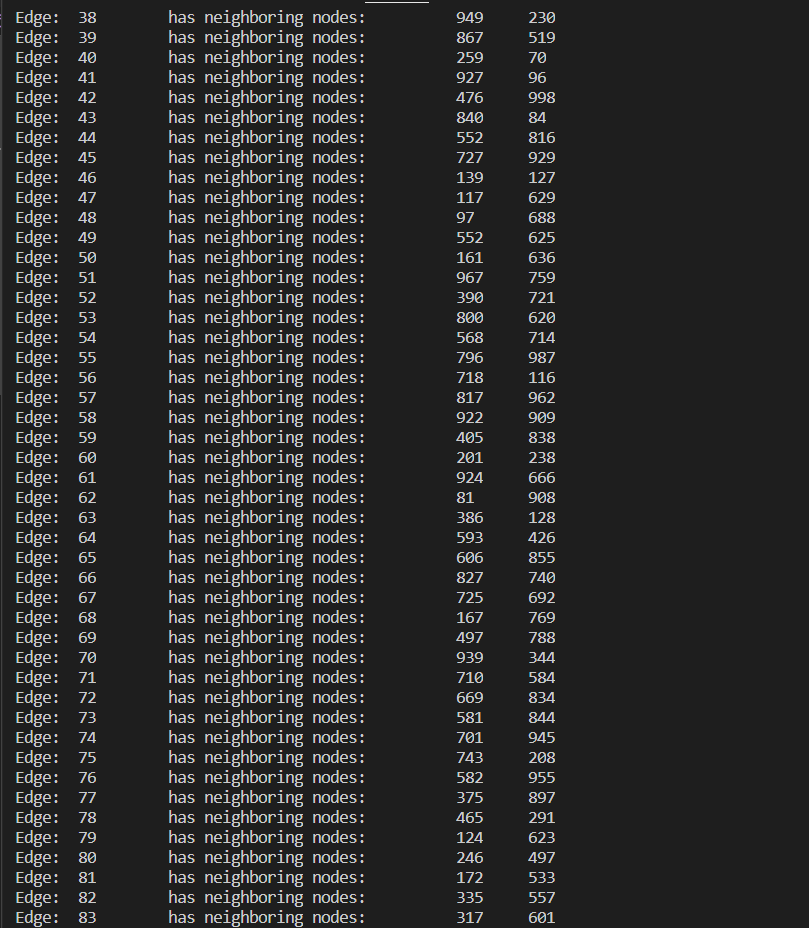 Edge: 38 has neighboring nodes: 949 230
Edge: 39 has neighboring nodes: 867 519
Edge: 40 has neighboring nodes: 259 70
Edge: 41 has neighboring nodes: 927 96
Edge: 42 has neighboring nodes: 476 998
Edge: 43 has neighboring nodes: 840 84
Edge: 44 has neighboring nodes: 552 816
Edge: 45 has neighboring nodes: 727 929
Edge: 46 has neighboring nodes: 139 127
Edge: 47 has neighboring nodes: 117 629
Edge: 48 has neighboring nodes: 97 688
Edge: 49 has neighboring nodes: 552 625
Edge: 50 has neighboring nodes: 161 636
Edge: 51 has neighboring nodes: 967 759
Edge: 52 has neighboring nodes: 390 721
Edge: 53 has neighboring nodes: 800 620
Edge: 54 has neighboring nodes: 568 714
Edge: 55 has neighboring nodes: 796 987
Edge: 56 has neighboring nodes: 718 116
Edge: 57 has neighboring nodes: 817 962
Edge: 58 has neighboring nodes: 922 909
Edge: 59 has neighboring nodes: 405 838
Edge: 60 has neighboring nodes: 201 238
Edge: 61 has neighboring nodes: 924 666
Edge: 62 has neighboring nodes: 81 908
Edge: 63 has neighboring nodes: 386 128
Edge: 64 has neighboring nodes: 593 426
Edge: 65 has neighboring nodes: 606 855
Edge: 66 has neighboring nodes: 827 740
Edge: 67 has neighboring nodes: 725 692
Edge: 68 has neighboring nodes: 167 769
Edge: 69 has neighboring nodes: 497 788
Edge: 70 has neighboring nodes: 939 344
Edge: 71 has neighboring nodes: 710 584
Edge: 72 has neighboring nodes: 669 834
Edge: 73 has neighboring nodes: 581 844
Edge: 74 has neighboring nodes: 701 945
Edge: 75 has neighboring nodes: 743 208
Edge: 76 has neighboring nodes: 582 955
Edge: 77 has neighboring nodes: 375 897
Edge: 78 has neighboring nodes: 465 291
Edge: 79 has neighboring nodes: 124 623
Edge: 80 has neighboring nodes: 246 497
Edge: 81 has neighboring nodes: 172 533
Edge: 82 has neighboring nodes: 335 557
Edge: 83 has neighboring nodes: 317 601